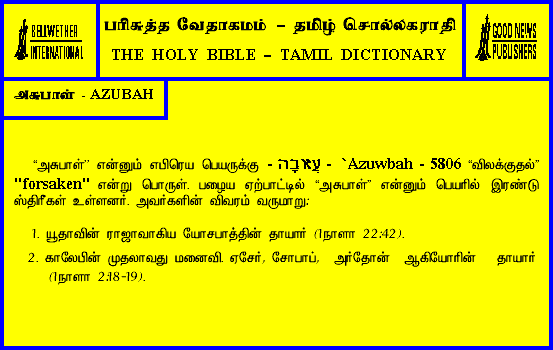 BELLWETHER
INTERNATIONAL
பரிசுத்த வேதாகமம் – தமிழ் சொல்லகராதி
THE HOLY BIBLE – TAMIL DICTIONARY
GOOD NEWS
PUBLISHERS
அசுபாள் - AZUBAH
“அசுபாள்” என்னும் எபிரெய பெயருக்கு - עֲזוּבָה - `Azuwbah - 5806 “விலக்குதல்”
"forsaken" என்று பொருள். பழைய ஏற்பாட்டில் “அசுபாள்” என்னும் பெயரில் இரண்டு
ஸ்திரீகள் உள்ளனர். அவர்களின் விவரம் வருமாறு:
1. யூதாவின் ராஜாவாகிய யோசபாத்தின் தாயார் (1நாளா 22:42).
2. காலேபின் முதலாவது மனைவி. ஏசேர், சோபாப், அர்தோன் ஆகியோரின் தாயார்
(1நாளா 2:18-19).